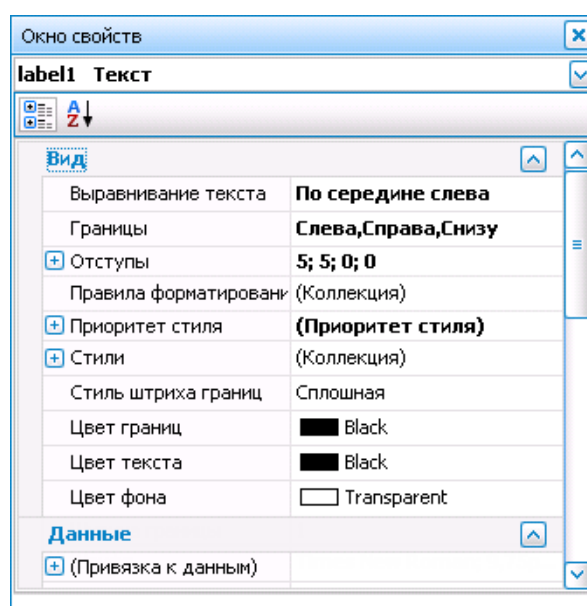 Окно свойств
label1 Текст
A
Z
Вид
Выравнивание текста По середине слева
Границы Слева,Справа,Снизу
Отступы 5; 5; 0; 0
Правила форматировани (Коллекция)
Приоритет стиля (Приоритет стиля)
Стили (Коллекция)
Стиль штриха границ Сплошная
Цвет границ Black
Цвет текста Black
Цвет фона Transparent
Данные
(Привязка к данным)